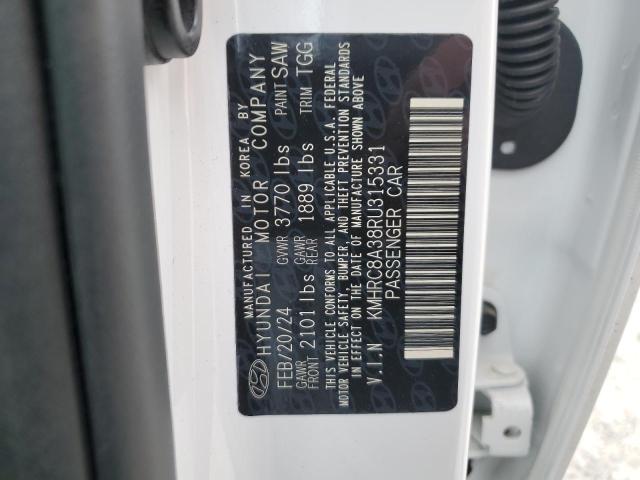 MANUFACTURED IN KOREA BY
HYUNDAI MOTOR COMPANY
FEB/20/24 GVWR 3770 lbs PAINT SAW
GAWR FRONT 2101 lbs GAWR REAR 1889 lbs TRIM TGG
THIS VEHICLE CONFORMS TO ALL APPLICABLE U.S.A. FEDERAL
MOTOR VEHICLE SAFETY, BUMPER, AND THEFT PREVENTION STANDARDS
IN EFFECT ON THE DATE OF MANUFACTURE SHOWN ABOVE
V.I.N KMHRC8A38RU315331
PASSENGER CAR